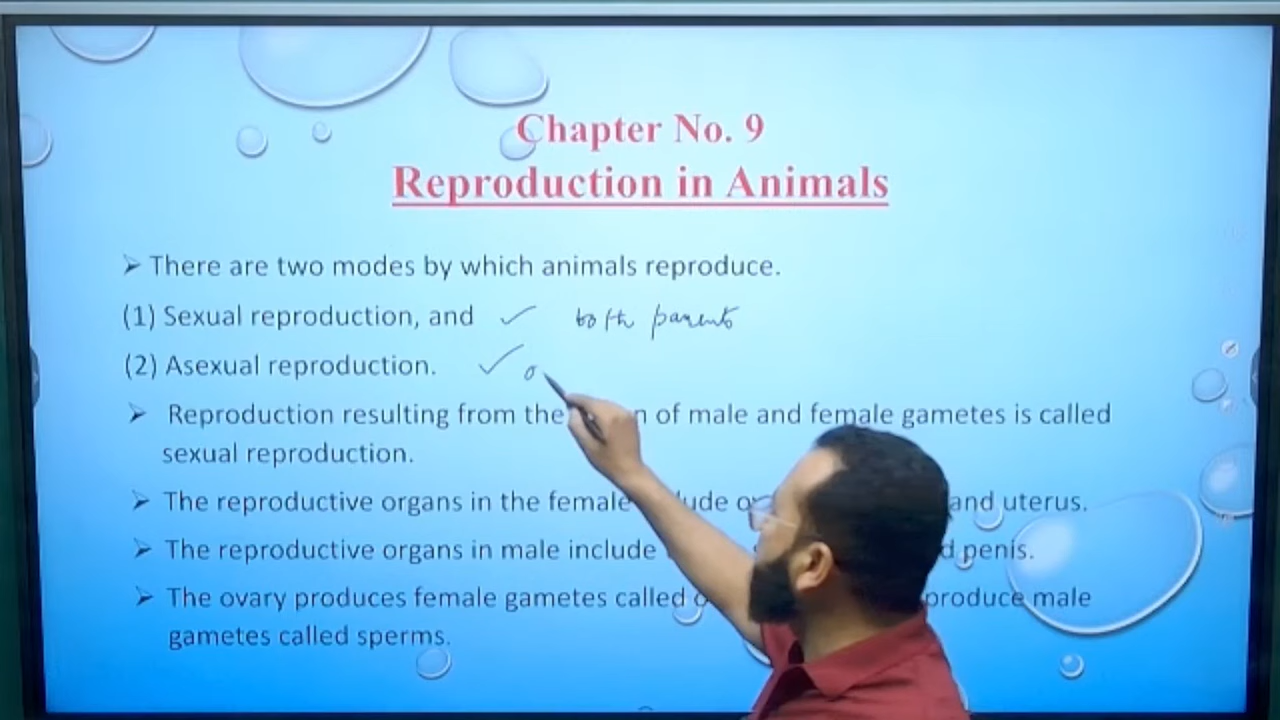 Chapter No. 9
Reproduction in Animals
➢ There are two modes by which animals reproduce.
(1) Sexual reproduction, and ✓ both parents
(2) Asexual reproduction. ✓ o
➢ Reproduction resulting from the of male and female gametes is called
sexual reproduction.
➢ The reproductive organs in the female and uterus.
➢ The reproductive organs in male include penis.
➢ The ovary produces female gametes called produce male
gametes called sperms.